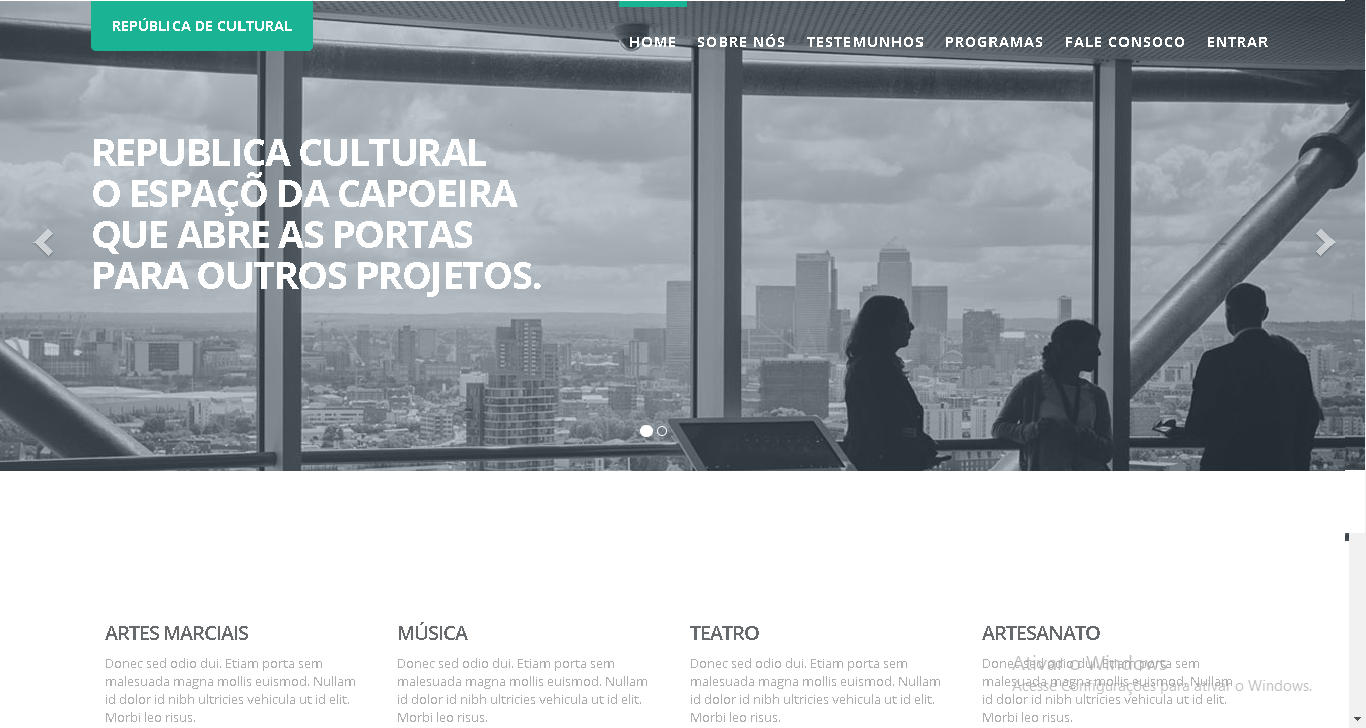 REPÚBLICA DE CULTURAL
HOME SOBRE NÓS TESTEMUNHOS PROGRAMAS FALE CONSOCO ENTRAR
REPUBLICA CULTURAL
O ESPAÇÕ DA CAPOEIRA
QUE ABRE AS PORTAS
PARA OUTROS PROJETOS.
ARTES MARCIAIS
Donec sed odio dui. Etiam porta sem
malesuada magna mollis euismod. Nullam
id dolor id nibh ultricies vehicula ut id elit.
Morbi leo risus.
MÚSICA
Donec sed odio dui. Etiam porta sem
malesuada magna mollis euismod. Nullam
id dolor id nibh ultricies vehicula ut id elit.
Morbi leo risus.
TEATRO
Donec sed odio dui. Etiam porta sem
malesuada magna mollis euismod. Nullam
id dolor id nibh ultricies vehicula ut id elit.
Morbi leo risus.
ARTESANATO
Donec sed odio dui. Etiam porta sem
malesuada magna mollis euismod. Nullam
id dolor id nibh ultricies vehicula ut id elit.
Morbi leo risus.
Ativar o Windows
Acesse Configurações para ativar o Windows.